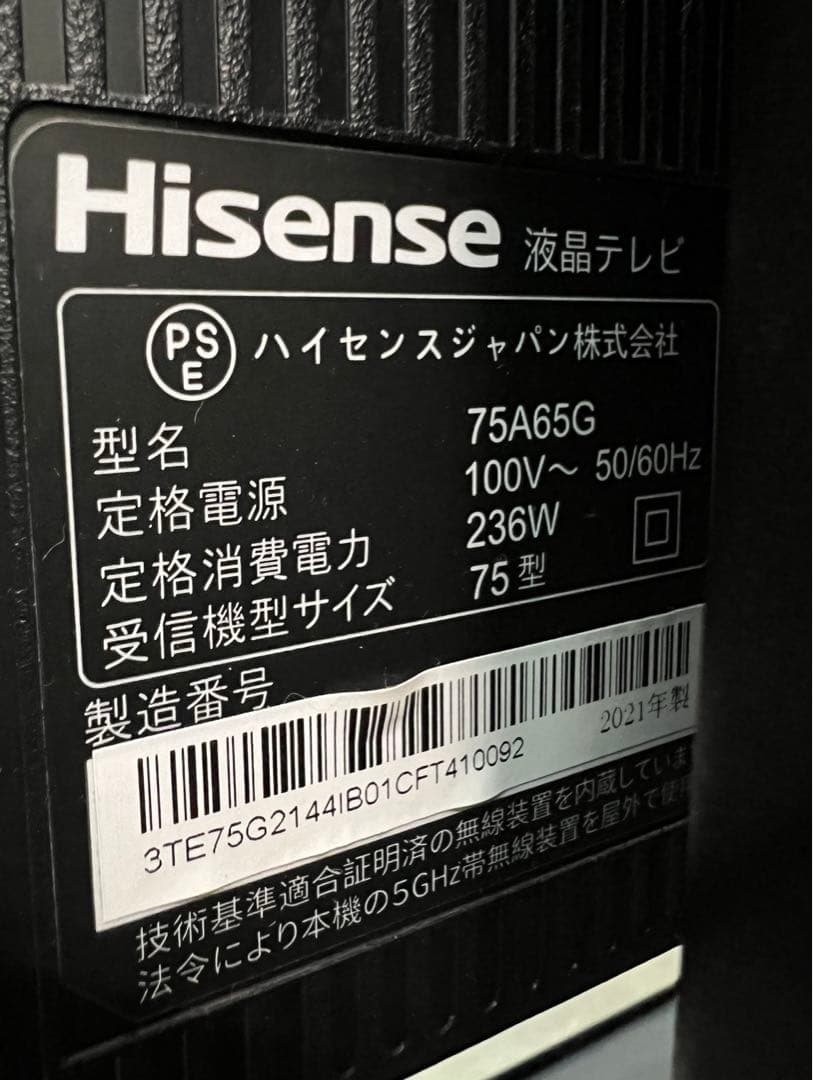 Hisense 液晶テレビ
PSE ハイセンスジャパン株式会社
型名 75A65G
定格電源 100V～ 50/60Hz
定格消費電力 236W
受信機型サイズ 75型
製造番号
2021年製
3TE75G2144IB01CFT410092
技術基準適合証明済の無線装置を内蔵していま
法令により本機の5GHz帯無線装置を屋外で使用